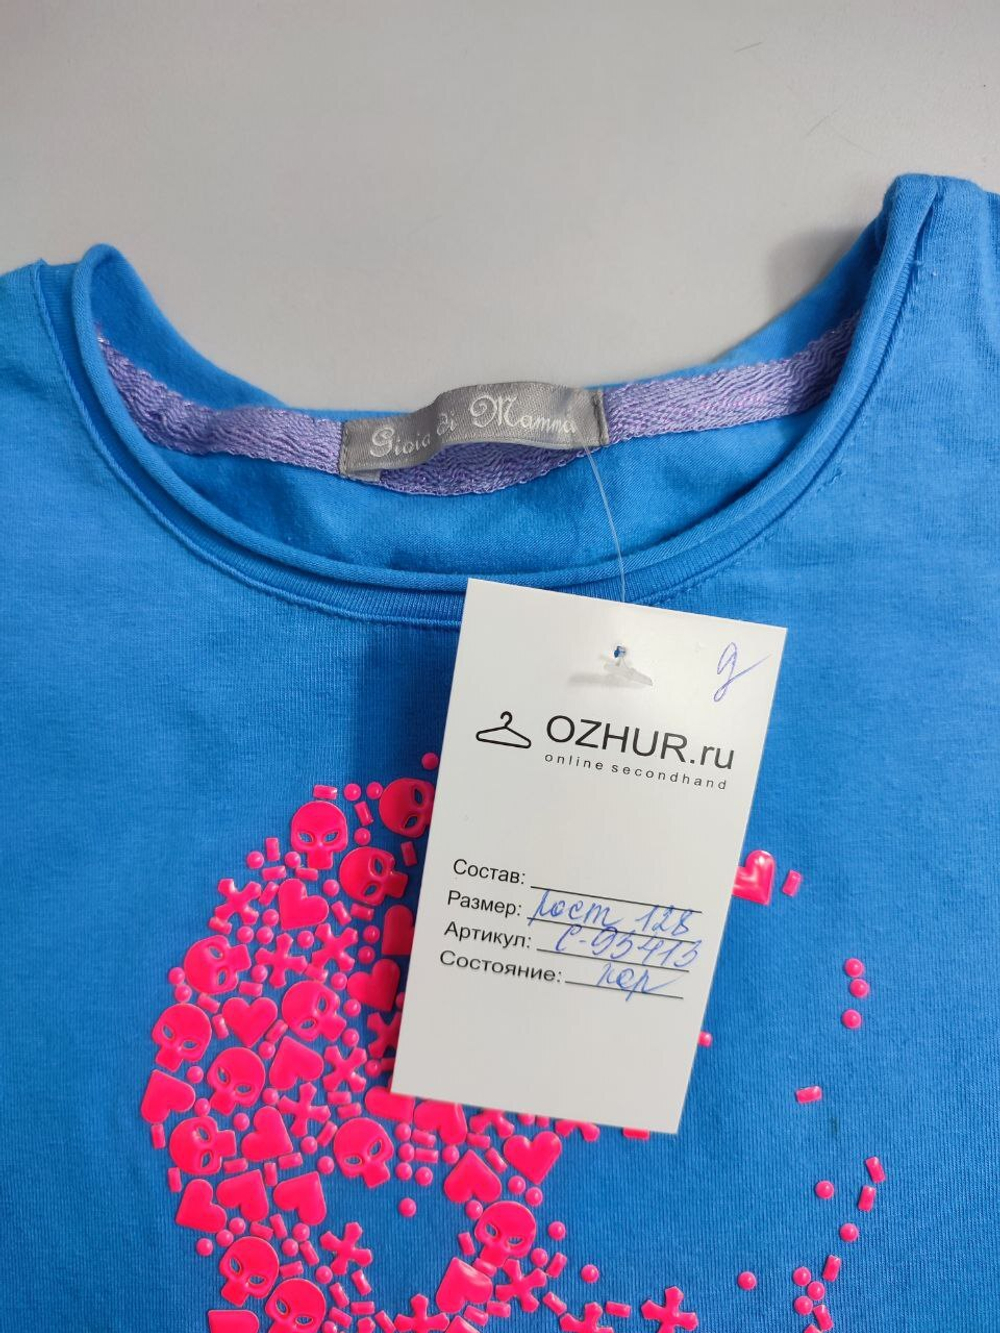 Gioia di Mamma
д
OZHUR.ru
online secondhand
Состав:
Размер: Рост 128
Артикул: С-95413
Состояние: хор